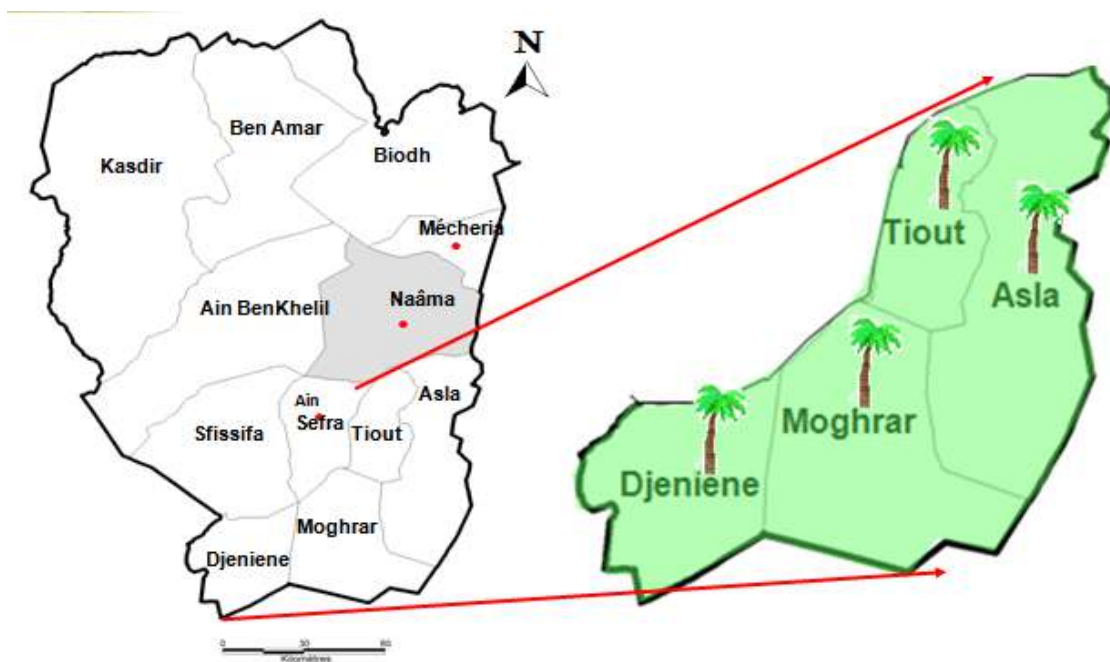 N
Ben Amar
Biodh
Kasdir
Mécheria
Ain BenKhelil
Naâma
Asla
Ain
Sefra
Sfissifa
Tiout
Moghrar
Djeniene
0 30 60
Kilomètres
Tiout
Asla
Moghrar
Djeniene